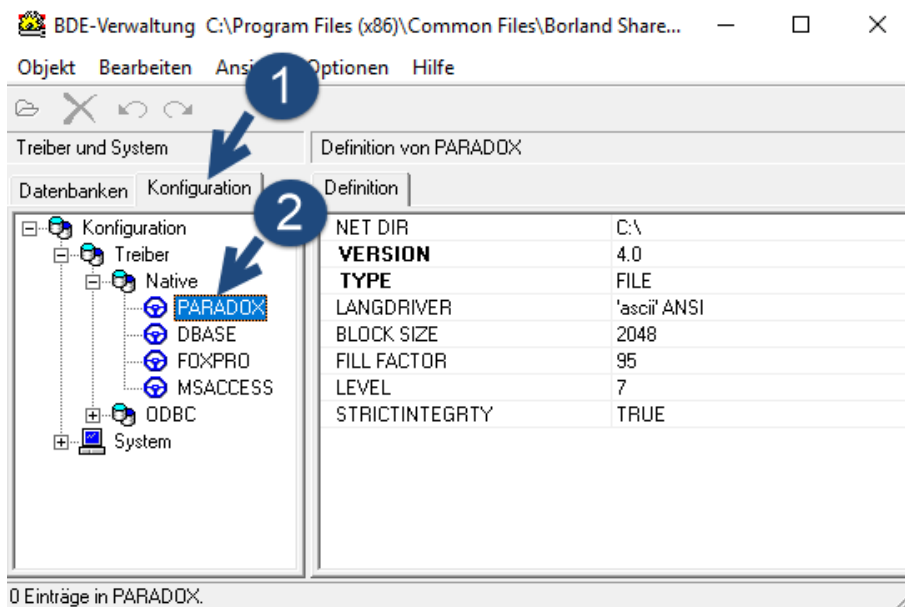 BDE-Verwaltung C:\Program Files (x86)\Common Files\Borland Share...
Objekt Bearbeiten Optionen Hilfe
1
Treiber und System Definition von PARADOX
Datenbanken Konfiguration Definition
2
Konfiguration NET DIR C:\
Treiber VERSION 4.0
Native TYPE FILE
PARADOX LANGDRIVER 'ascii' ANSI
DBASE BLOCK SIZE 2048
FOXPRO FILL FACTOR 95
MSACCESS LEVEL 7
ODBC STRICTINTEGRTY TRUE
System
0 Einträge in PARADOX.